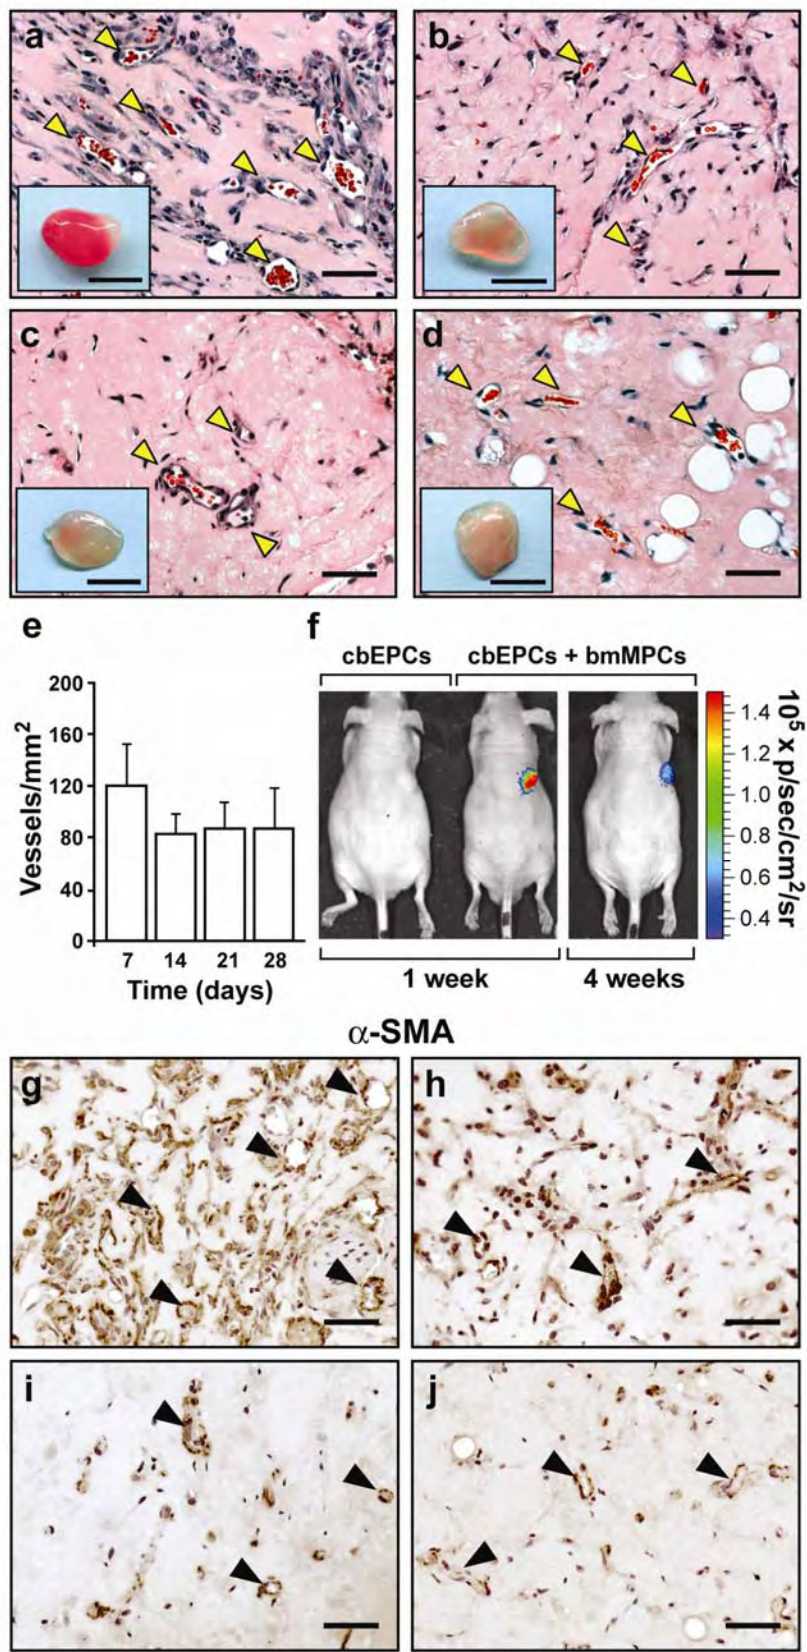 a
b
c
d
e
f
cbEPCs
cbEPCs + bmMPCs
200
160
120
80
40
0
Vessels/mm²
7 14 21 28
Time (days)
1 week
4 weeks
1.4
1.2
1.0
0.8
0.6
0.4
10⁵ x p/sec/cm²/sr
α-SMA
g
h
i
j